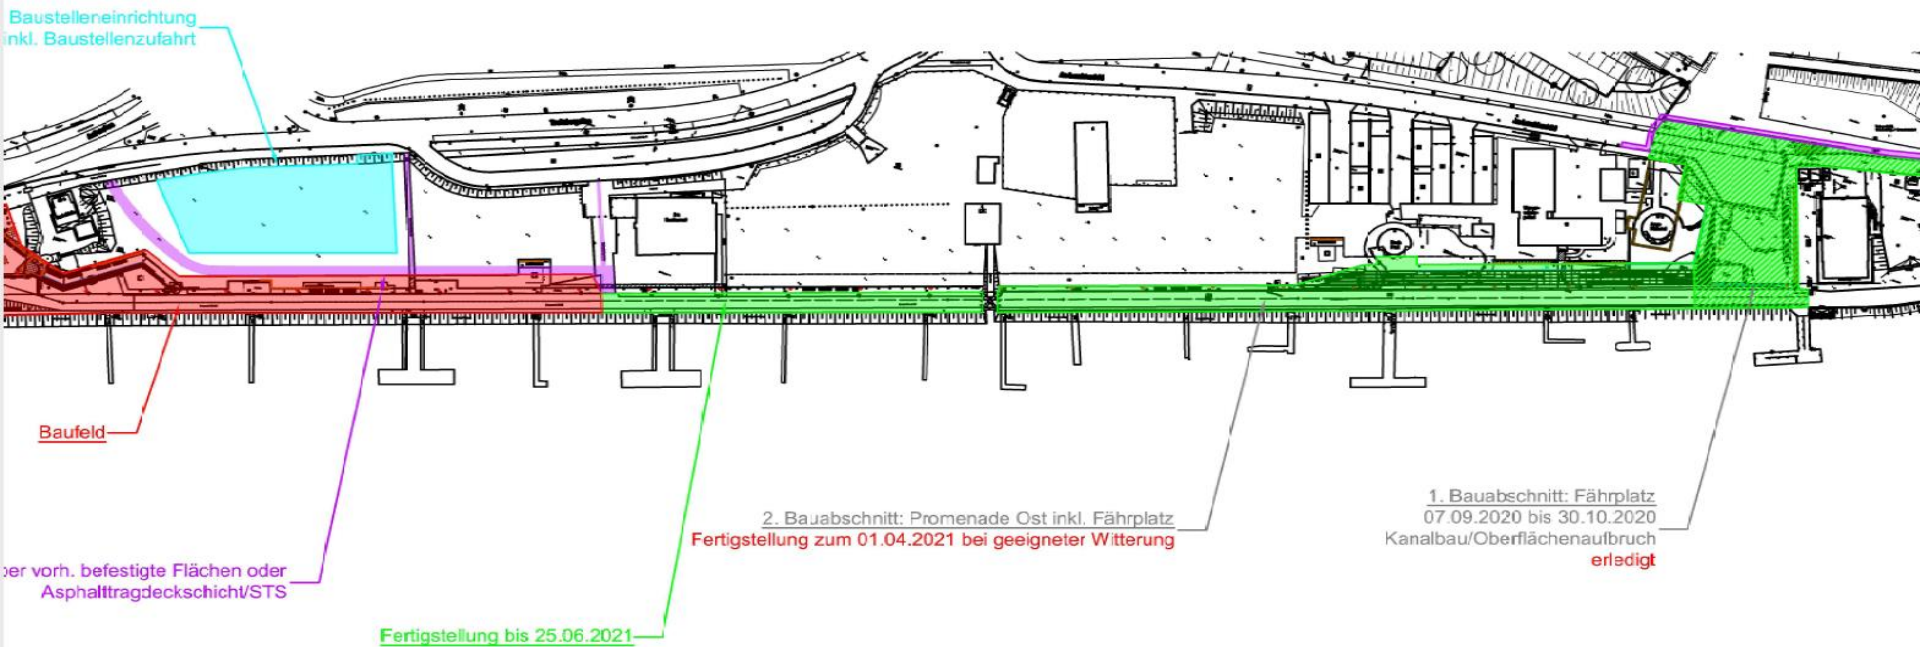 Baustelleneinrichtung
inkl. Baustellenzufahrt
Baufeld
2. Bauabschnitt: Promenade Ost inkl. Fährplatz
Fertigstellung zum 01.04.2021 bei geeigneter Witterung
1. Bauabschnitt: Fährplatz
07.09.2020 bis 30.10.2020
Kanalbau/Oberflächenaufbruch
erledigt
vorh. befestigte Flächen oder
Asphalttragdeckschicht/STS
Fertigstellung bis 25.06.2021